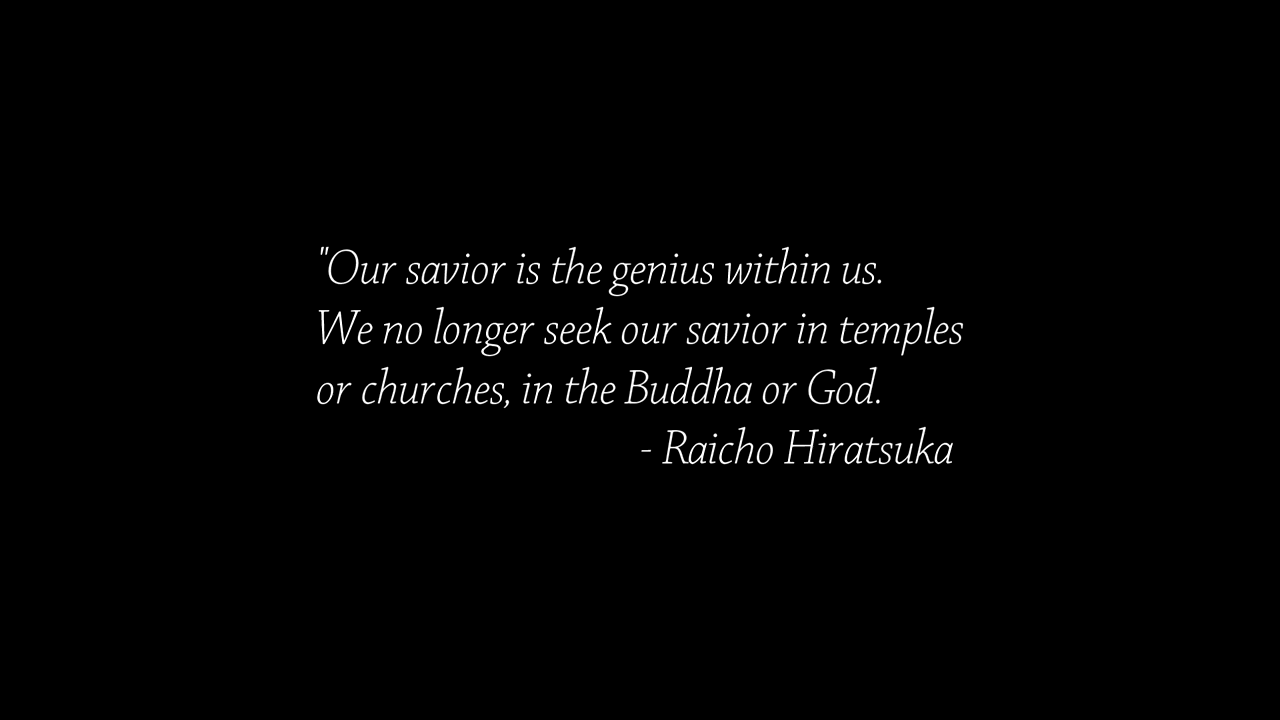 "Our savior is the genius within us.
We no longer seek our savior in temples
or churches, in the Buddha or God.
- Raicho Hiratsuka